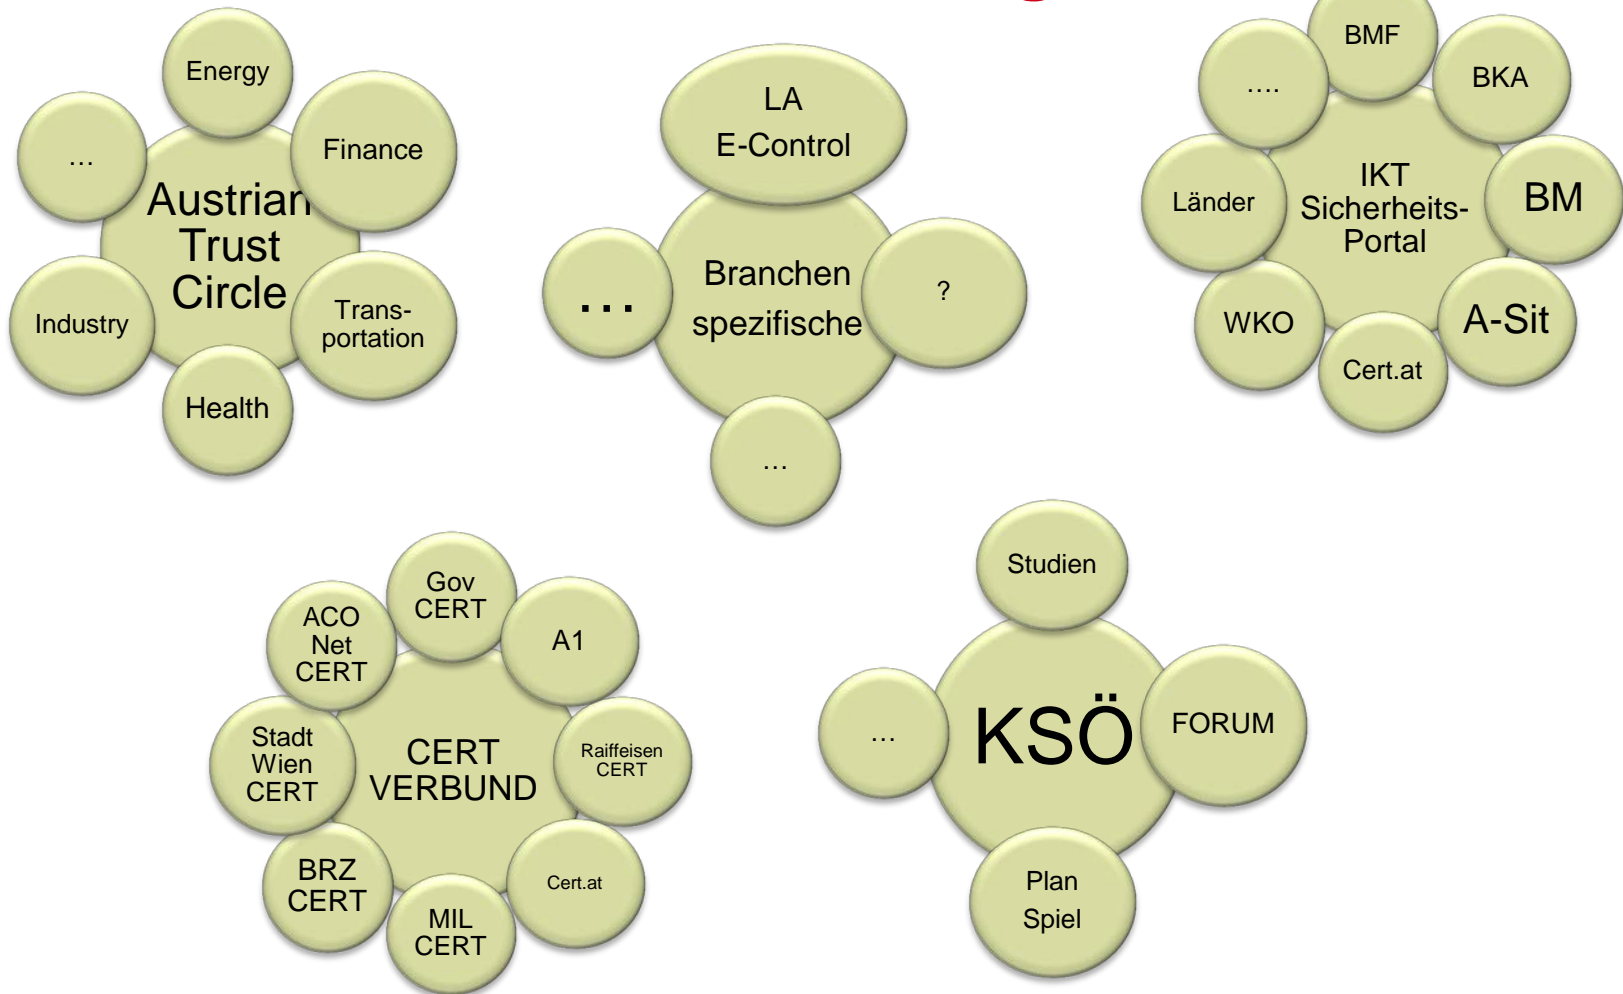 Energy
Finance
Trans-
portation
Health
Industry
…
Austrian
Trust
Circle
LA
E-Control
?
…
…
Branchen
spezifische
BMF
BKA
BM
A-Sit
Cert.at
WKO
Länder
....
IKT
Sicherheits-
Portal
Gov
CERT
A1
Raiffeisen
CERT
Cert.at
MIL
CERT
BRZ
CERT
Stadt
Wien
CERT
ACO
Net
CERT
CERT
VERBUND
Studien
FORUM
Plan
Spiel
…
KSÖ